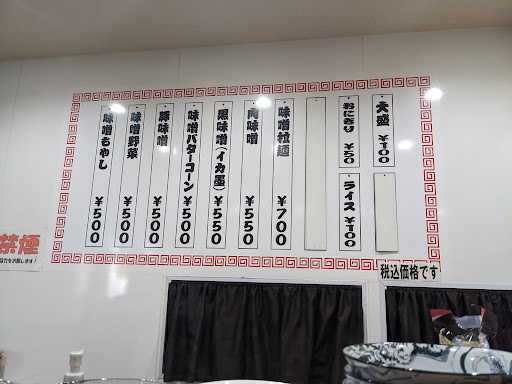 大盛 ¥100
おにぎり ¥50
ライス ¥100
味噌拉麺 ¥700
肉味噌 ¥550
黒味噌(イカ墨) ¥550
味噌バターコーン ¥500
豚味噌 ¥500
味噌野菜 ¥500
味噌もやし ¥500
税込価格です
禁煙